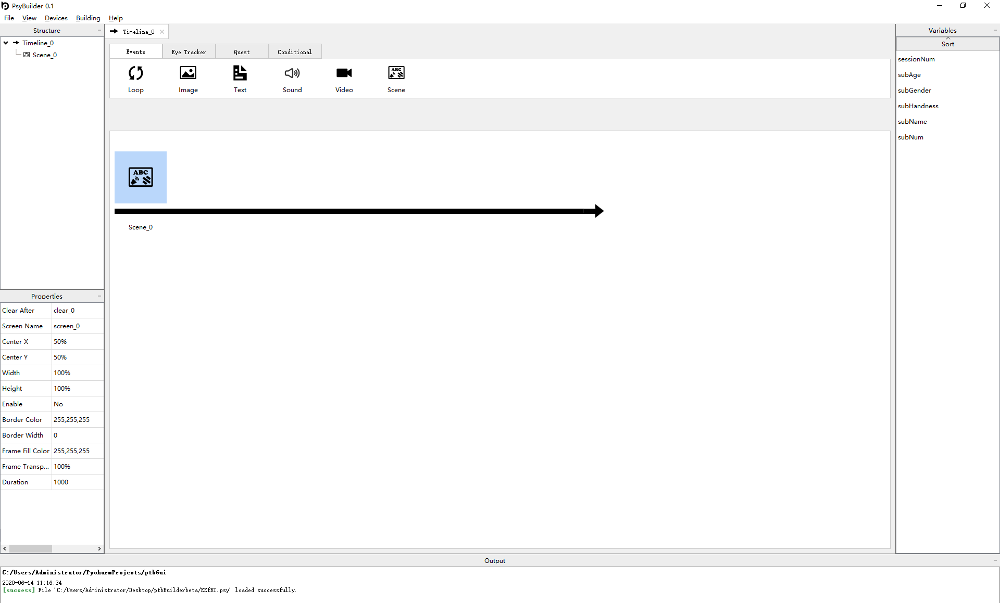 PsyBuilder 0.1
File View Devices Building Help
Structure
Timeline_0
Scene_0
Timeline_0
Events Eye Tracker Quest Conditional
Loop Image Text Sound Video ABC Scene
ABC
Scene_0
Variables
Sort
sessionNum
subAge
subGender
subHandness
subName
subNum
Properties
Clear After clear_0
Screen Name screen_0
Center X 50%
Center Y 50%
Width 100%
Height 100%
Enable No
Border Color 255,255,255
Border Width 0
Frame Fill Color 255,255,255
Frame Transp... 100%
Duration 1000
Output
C:/Users/Administrator/PycharmProjects/ptbGui
2020-06-14 11:16:34
[success] File 'C:/Users/Administrator/Desktop/ptbBuilderbeta/EEfRT.psy' loaded successfully.